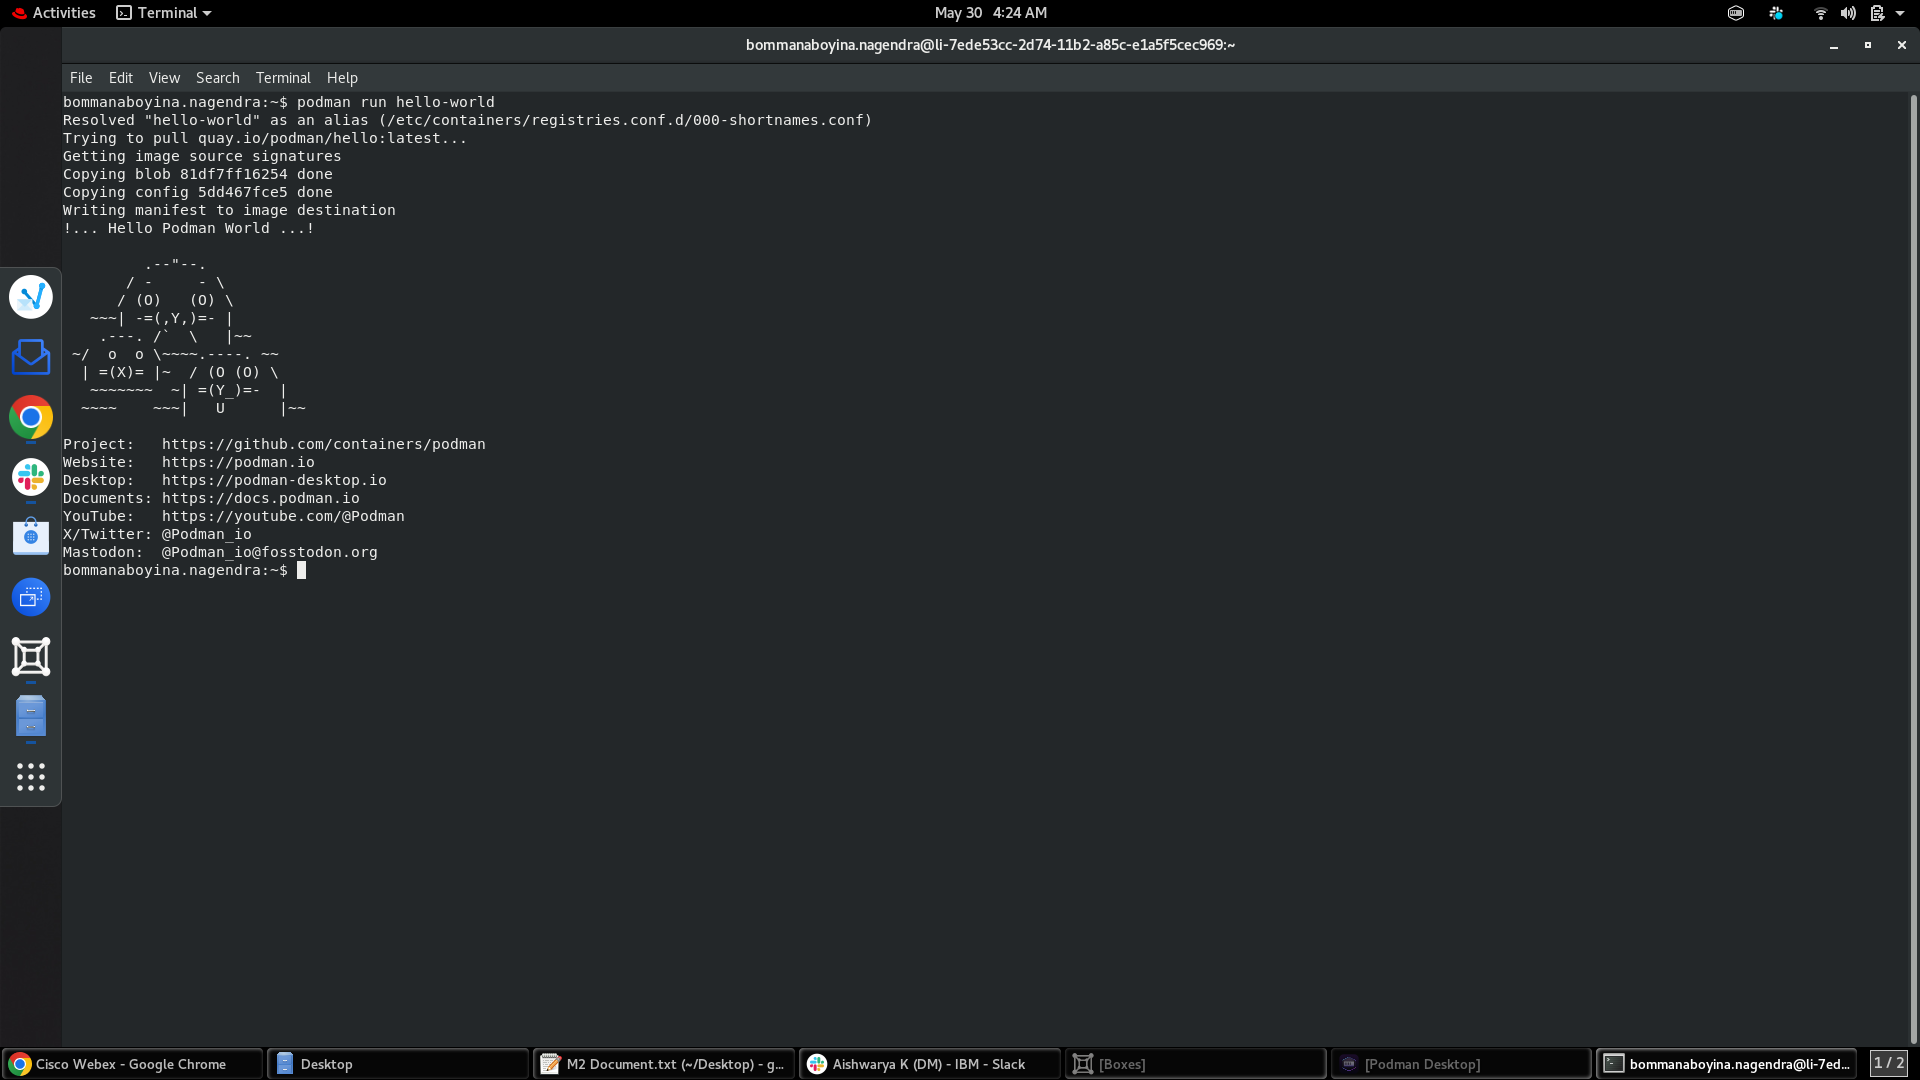 Activities Terminal May 30 4:24 AM
bommanaboyina.nagendra@li-7ede53cc-2d74-11b2-a85c-e1a5f5cec969:~
File Edit View Search Terminal Help
bommanaboyina.nagendra:~$ podman run hello-world
Resolved "hello-world" as an alias (/etc/containers/registries.conf.d/000-shortnames.conf)
Trying to pull quay.io/podman/hello:latest...
Getting image source signatures
Copying blob 81df7ff16254 done
Copying config 5dd467fce5 done
Writing manifest to image destination
!... Hello Podman World ...!

         .--"--.
       / -     - \
      / (O)   (O) \
   ~~~| -=(,Y,)=- |
    .---. /`  \   |~~
 ~/  o  o \~~~~.----. ~~
  | =(X)= |~  / (O (O) \
   ~~~~~~~  ~| =(Y_)=-  |
  ~~~~    ~~~|   U      |~~

Project:   https://github.com/containers/podman
Website:   https://podman.io
Desktop:   https://podman-desktop.io
Documents: https://docs.podman.io
YouTube:   https://youtube.com/@Podman
X/Twitter: @Podman_io
Mastodon:  @Podman_io@fosstodon.org
bommanaboyina.nagendra:~$
Cisco Webex - Google Chrome Desktop M2 Document.txt (~/Desktop) - g... Aishwarya K (DM) - IBM - Slack [Boxes] [Podman Desktop] bommanaboyina.nagendra@li-7ed... 1 / 2